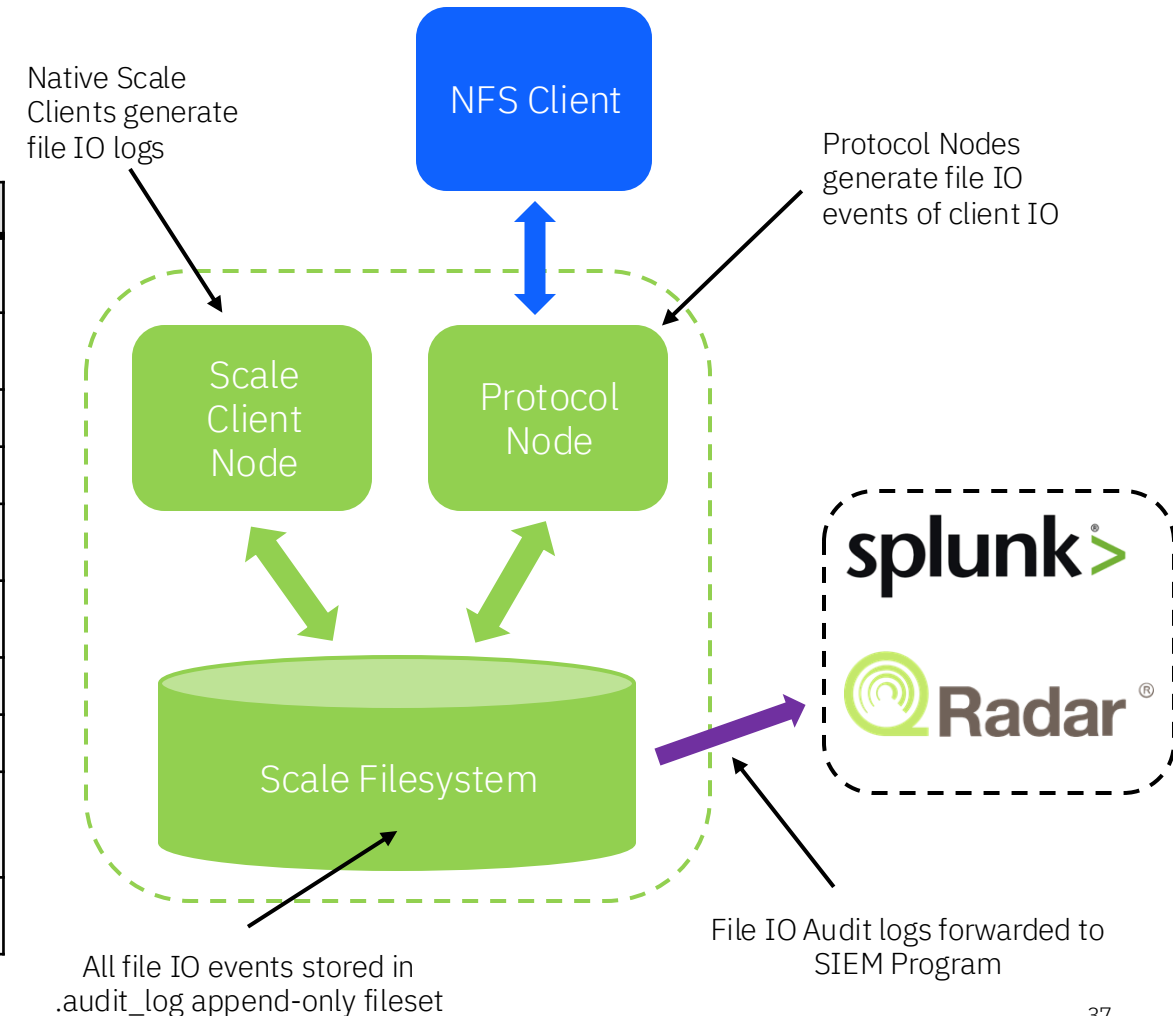 NFS Client
Native Scale
Clients generate
file IO logs
Protocol Nodes
generate file IO
events of client IO
Scale
Client
Node
Protocol
Node
splunk>®
QRadar®
Scale Filesystem
File IO Audit logs forwarded to
SIEM Program
All file IO events stored in
.audit_log append-only fileset
37